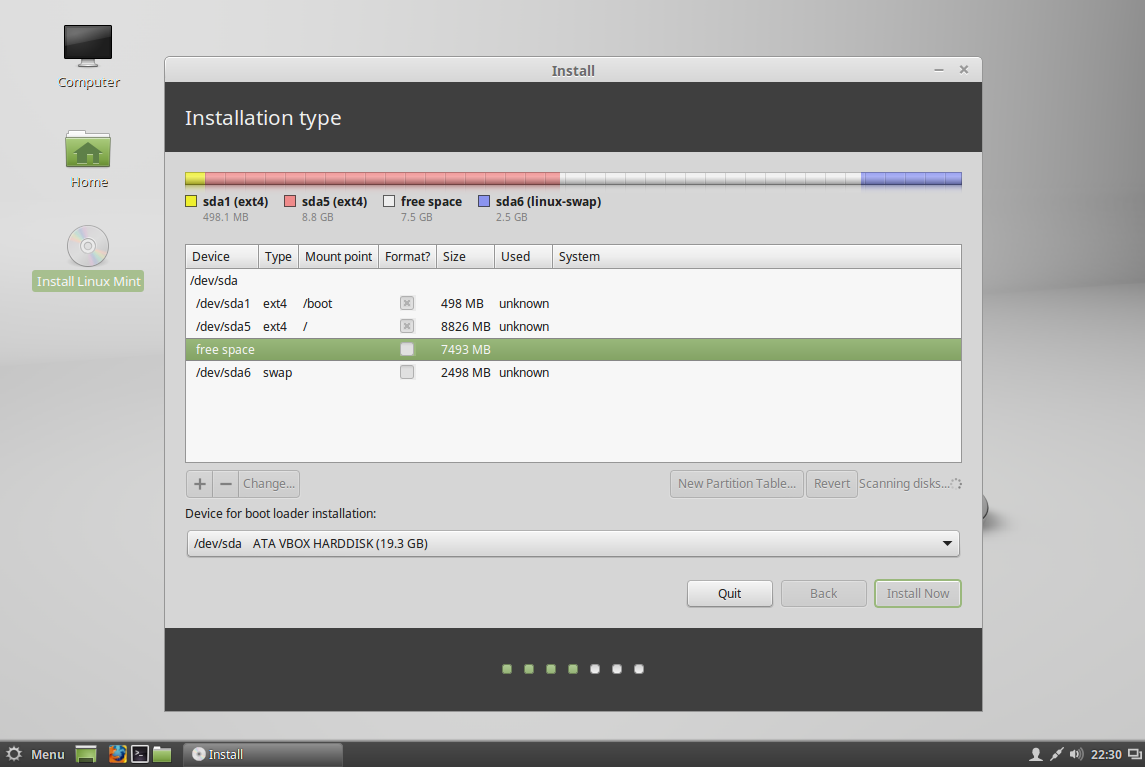 Computer
Home
Install Linux Mint
Install
Installation type
sda1 (ext4) sda5 (ext4) free space sda6 (linux-swap)
498.1 MB 8.8 GB 7.5 GB 2.5 GB
Device Type Mount point Format? Size Used System
/dev/sda
/dev/sda1 ext4 /boot 498 MB unknown
/dev/sda5 ext4 / 8826 MB unknown
free space 7493 MB
/dev/sda6 swap 2498 MB unknown
+ − Change... New Partition Table... Revert Scanning disks...
Device for boot loader installation:
/dev/sda ATA VBOX HARDDISK (19.3 GB)
Quit Back Install Now
Menu Install 22:30